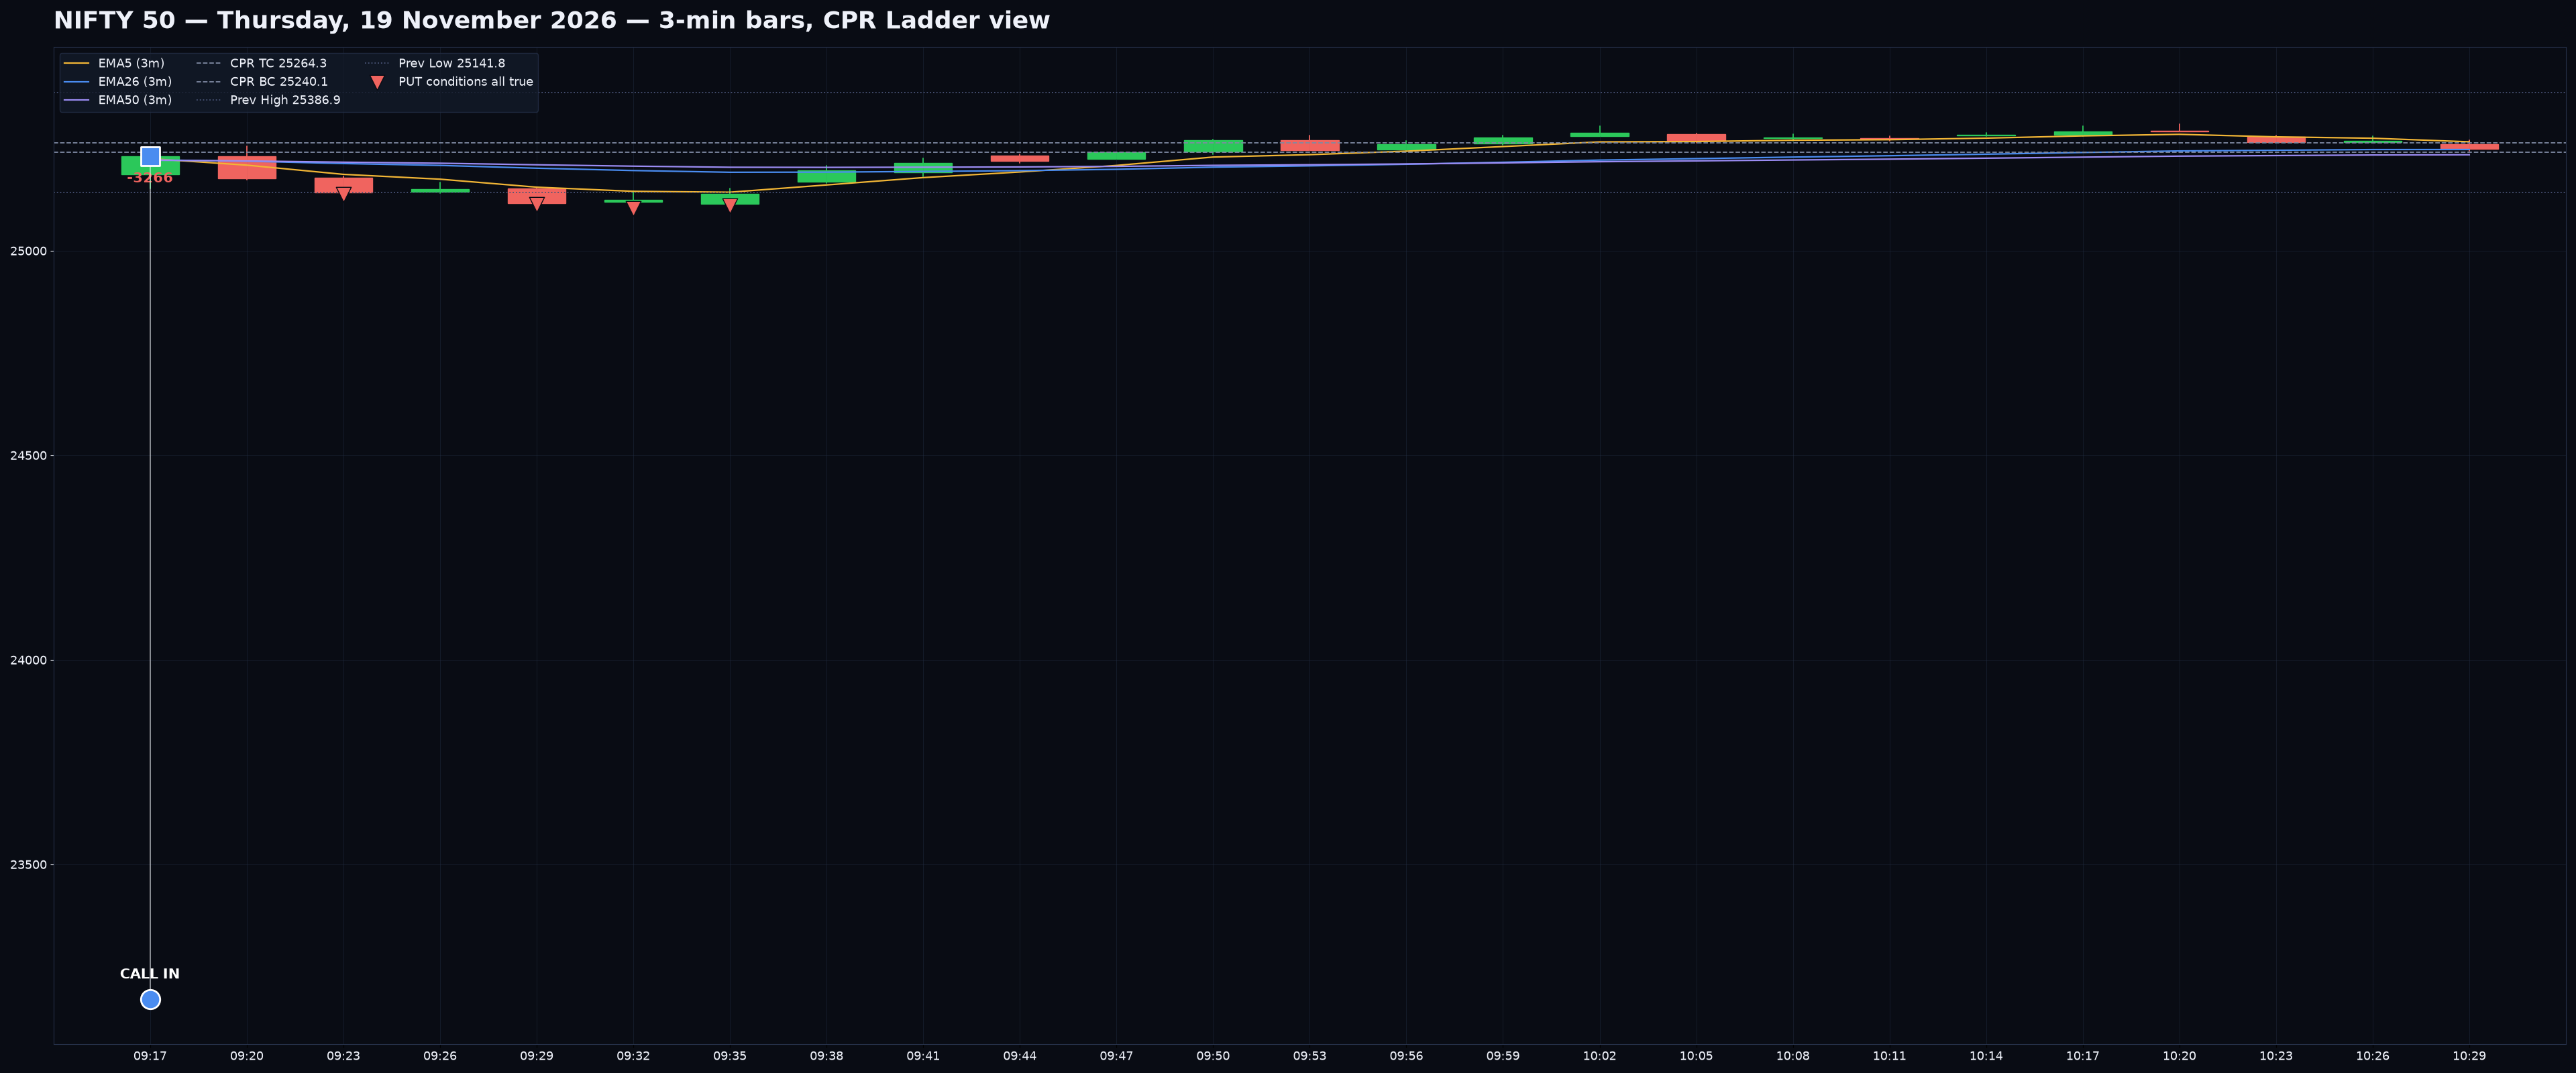 NIFTY 50 — Thursday, 19 November 2026 — 3-min bars, CPR Ladder view
EMA5 (3m)
EMA26 (3m)
EMA50 (3m)
CPR TC 25264.3
CPR BC 25240.1
Prev High 25386.9
Prev Low 25141.8
PUT conditions all true
-3266
25000
24500
24000
23500
CALL IN
09:17 09:20 09:23 09:26 09:29 09:32 09:35 09:38 09:41 09:44 09:47 09:50 09:53 09:56 09:59 10:02 10:05 10:08 10:11 10:14 10:17 10:20 10:23 10:26 10:29